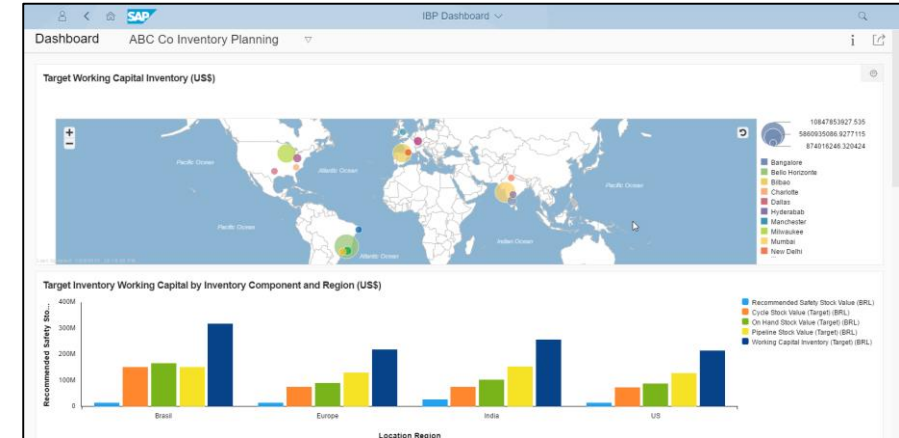 SAP
IBP Dashboard
Dashboard
ABC Co Inventory Planning
i
Target Working Capital Inventory (US$)
+
−
Pacific Ocean
Atlantic Ocean
Pacific Ocean
Pacific Ocean
Atlantic Ocean
Indian Ocean
10847853927.535
5860935086.9277115
874016246.320424
Bangalore
Bello Horizonte
Bilbao
Charlotte
Dallas
Hyderabab
Manchester
Milwaukee
Mumbai
New Delhi
Target Inventory Working Capital by Inventory Component and Region (US$)
Recommended Safety Sto...
400M
300M
200M
100M
0
Brasil
Europe
India
US
Location Region
Recommended Safety Stock Value (BRL)
Cycle Stock Value (Target) (BRL)
On Hand Stock Value (Target) (BRL)
Pipeline Stock Value (Target) (BRL)
Working Capital Inventory (Target) (BRL)